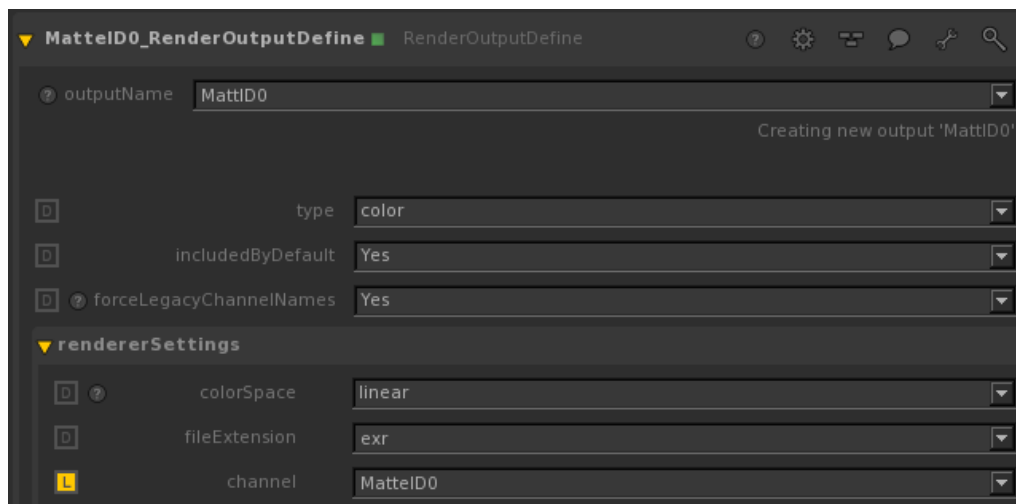 MatteID0_RenderOutputDefine RenderOutputDefine ?
? outputName MattID0
Creating new output 'MattID0'
D type color
D includedByDefault Yes
D ? forceLegacyChannelNames Yes
rendererSettings
D ? colorSpace linear
D fileExtension exr
L channel MatteID0